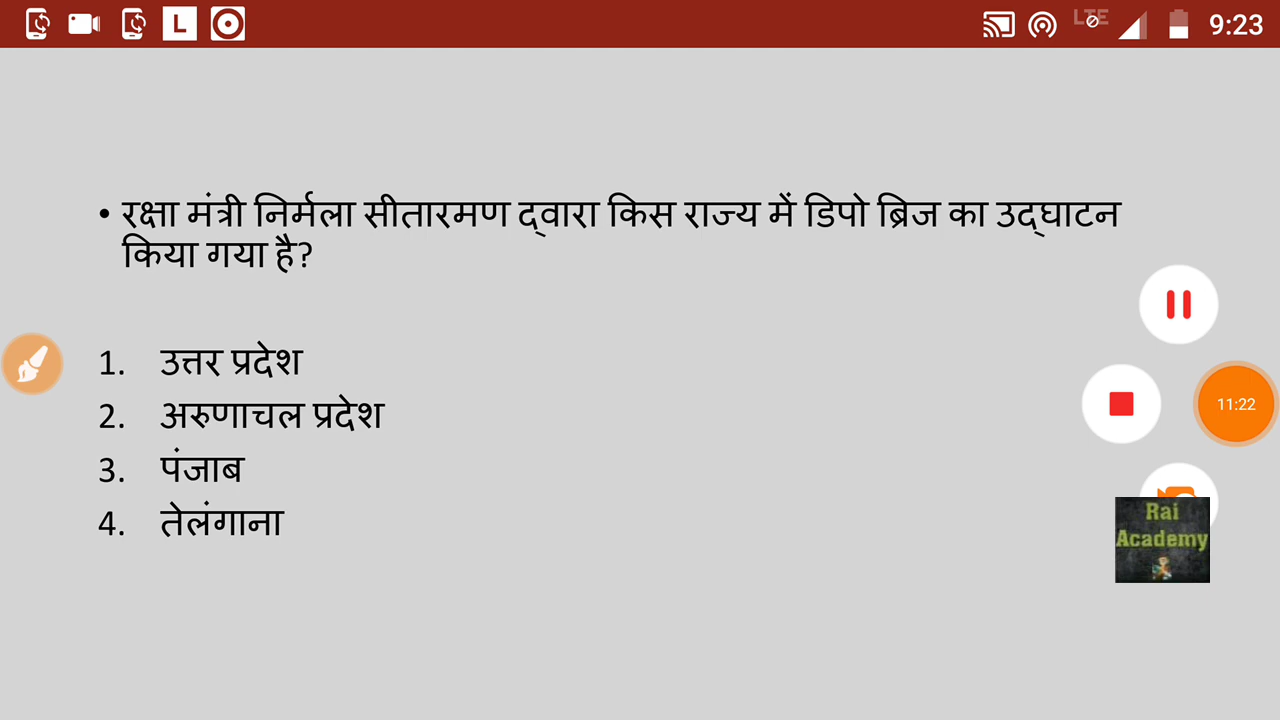 LTE 9:23
• रक्षा मंत्री निर्मला सीतारमण द्वारा किस राज्य में डिपो ब्रिज का उद्घाटन
किया गया है?
1. उत्तर प्रदेश
2. अरुणाचल प्रदेश
3. पंजाब
4. तेलंगाना
11:22
Rai
Academy
L